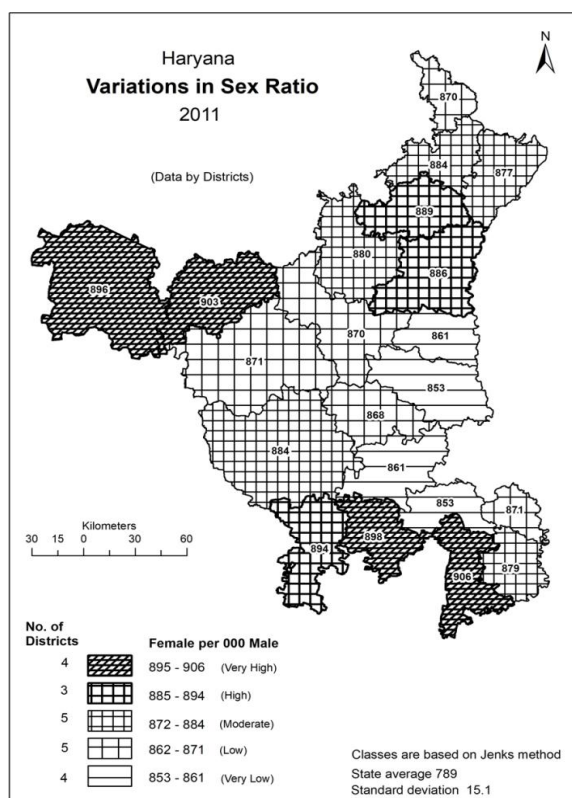 Haryana
Variations in Sex Ratio
2011
N
(Data by Districts)
870
884
877
889
880
886
896
903
870
861
871
853
868
884
861
853
871
898
894
879
906
Kilometers
30 15 0 30 60
No. of Districts
Female per 000 Male
4 895 - 906 (Very High)
3 885 - 894 (High)
5 872 - 884 (Moderate)
5 862 - 871 (Low)
4 853 - 861 (Very Low)
Classes are based on Jenks method
State average 789
Standard deviation 15.1